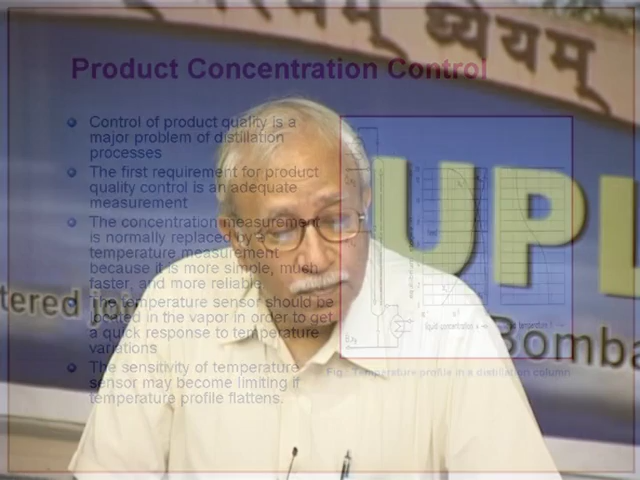 ध्येयम्
Product Concentration Control
Control of product quality is a
major problem of distillation
processes
The first requirement for product
quality control is an adequate
measurement
The concentration measurement
is normally replaced by a
temperature measurement
because it is more simple, much
faster, and more reliable.
The temperature sensor should be
located in the vapor in order to get
a quick response to temperature
variations
The sensitivity of temperature
sensor may become limiting if
temperature profile flattens.
UPL
tered in
Bomba
Fig.: Temperature profile in a distillation column